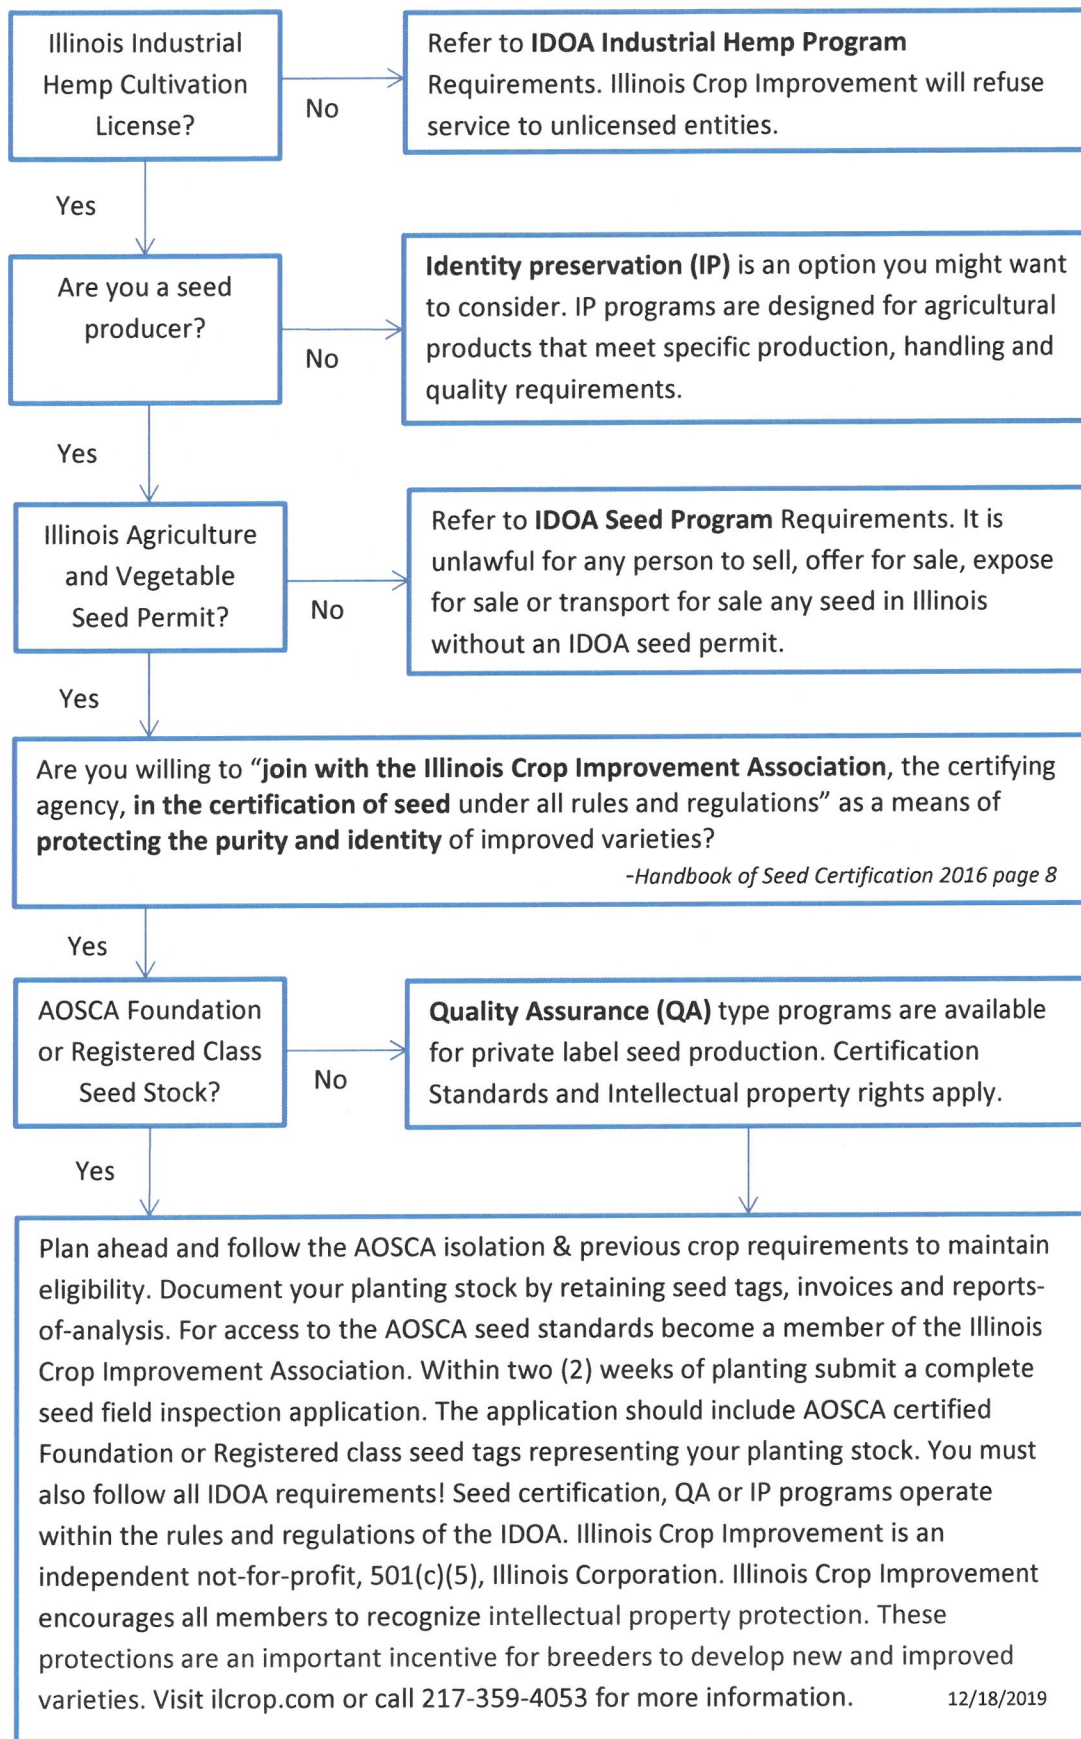 Illinois Industrial
Hemp Cultivation
License?
No
Refer to IDOA Industrial Hemp Program
Requirements. Illinois Crop Improvement will refuse
service to unlicensed entities.
Yes
Are you a seed
producer?
No
Identity preservation (IP) is an option you might want
to consider. IP programs are designed for agricultural
products that meet specific production, handling and
quality requirements.
Yes
Illinois Agriculture
and Vegetable
Seed Permit?
No
Refer to IDOA Seed Program Requirements. It is
unlawful for any person to sell, offer for sale, expose
for sale or transport for sale any seed in Illinois
without an IDOA seed permit.
Yes
Are you willing to “join with the Illinois Crop Improvement Association, the certifying
agency, in the certification of seed under all rules and regulations” as a means of
protecting the purity and identity of improved varieties?
-Handbook of Seed Certification 2016 page 8
Yes
AOSCA Foundation
or Registered Class
Seed Stock?
No
Quality Assurance (QA) type programs are available
for private label seed production. Certification
Standards and Intellectual property rights apply.
Yes
Plan ahead and follow the AOSCA isolation & previous crop requirements to maintain
eligibility. Document your planting stock by retaining seed tags, invoices and reports-
of-analysis. For access to the AOSCA seed standards become a member of the Illinois
Crop Improvement Association. Within two (2) weeks of planting submit a complete
seed field inspection application. The application should include AOSCA certified
Foundation or Registered class seed tags representing your planting stock. You must
also follow all IDOA requirements! Seed certification, QA or IP programs operate
within the rules and regulations of the IDOA. Illinois Crop Improvement is an
independent not-for-profit, 501(c)(5), Illinois Corporation. Illinois Crop Improvement
encourages all members to recognize intellectual property protection. These
protections are an important incentive for breeders to develop new and improved
varieties. Visit ilcrop.com or call 217-359-4053 for more information. 12/18/2019